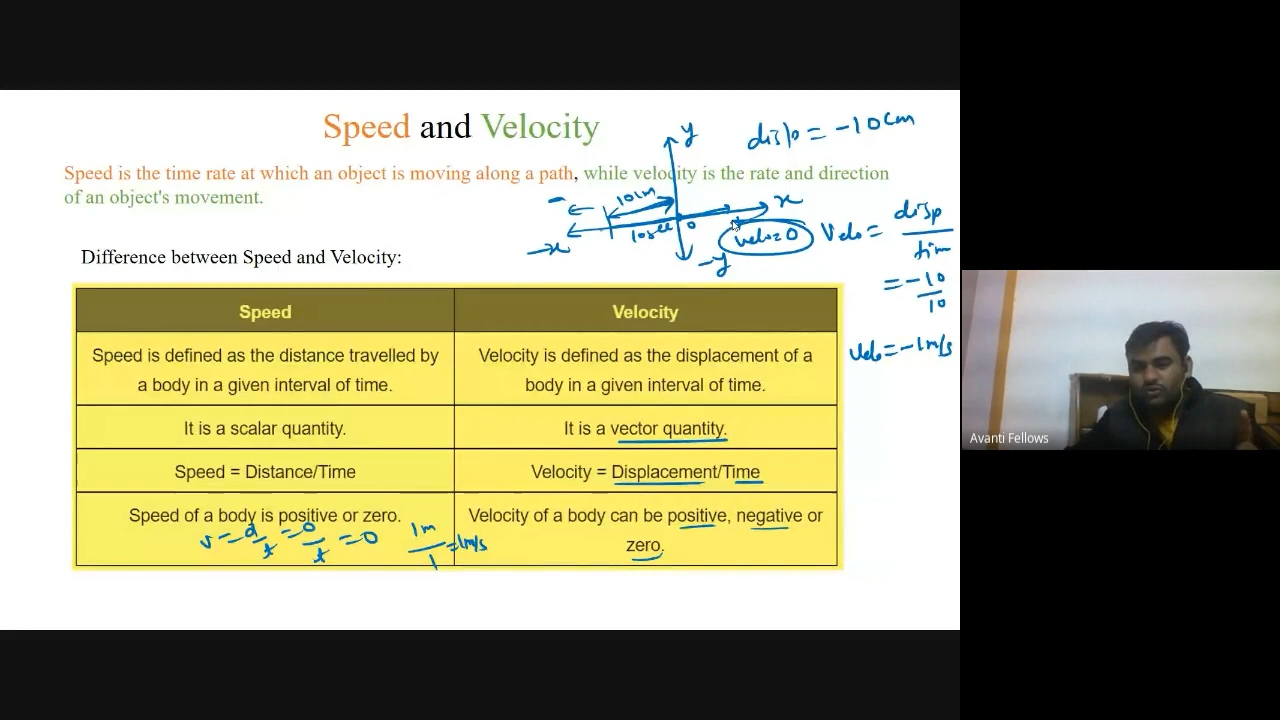 Speed and Velocity
disp = -10cm
y
Speed is the time rate at which an object is moving along a path, while velocity is the rate and direction
of an object's movement.
10cm
-
x
0
10sec
-x
-y
velo=0
Velo = disp
tim
= -10
10
Velo = -1m/s
Difference between Speed and Velocity:
Speed
Velocity
Speed is defined as the distance travelled by
a body in a given interval of time.
Velocity is defined as the displacement of a
body in a given interval of time.
It is a scalar quantity.
It is a vector quantity.
Speed = Distance/Time
Velocity = Displacement/Time
Speed of a body is positive or zero.
v = d/t = 0/t = 0
1m/1 = 1m/s
Velocity of a body can be positive, negative or
zero.
Avanti Fellows